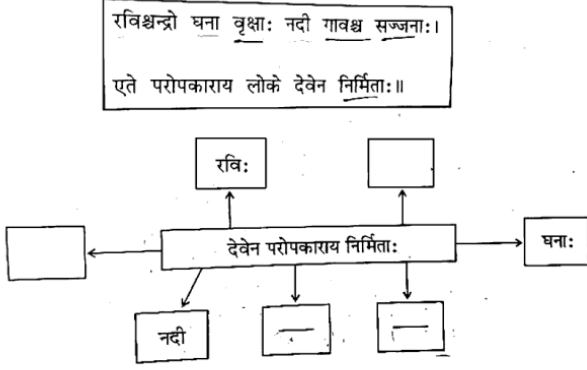 रविश्चन्द्रो घना वृक्षाः नदी गावश्च सज्जनाः।
एते परोपकाराय लोके देवेन निर्मिताः॥
रविः
देवेन परोपकाराय निर्मिताः
घनाः
नदी